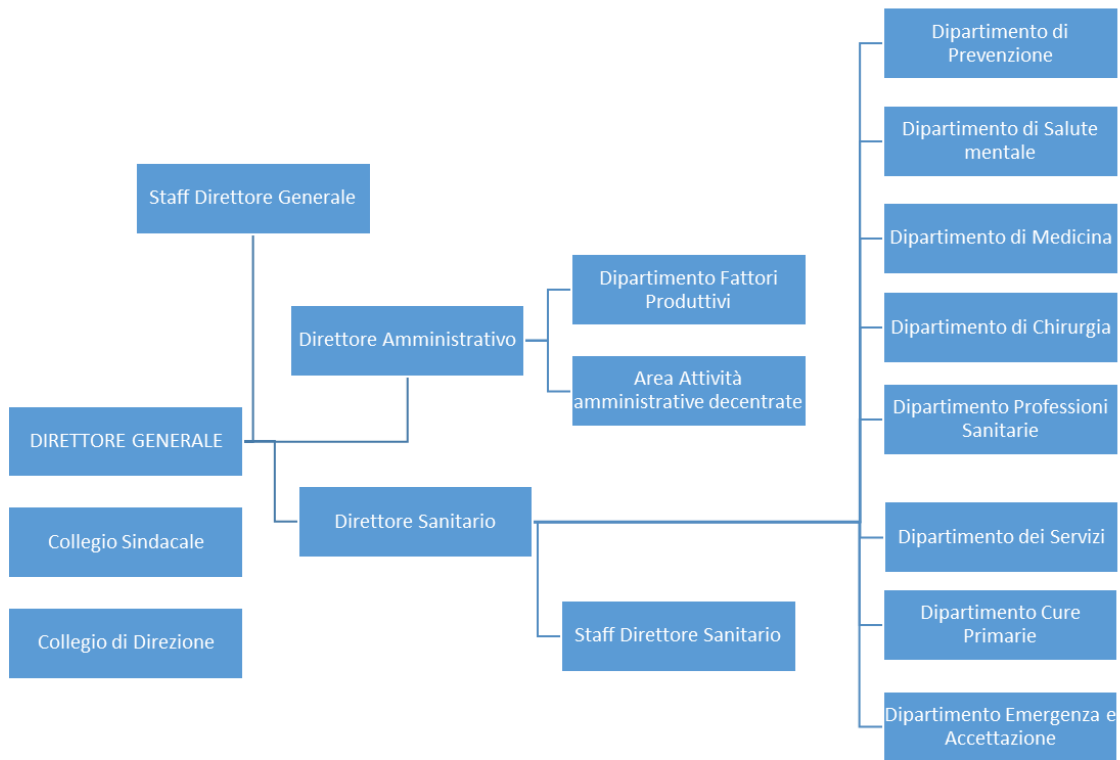 Staff Direttore Generale
DIRETTORE GENERALE
Collegio Sindacale
Collegio di Direzione
Direttore Amministrativo
Direttore Sanitario
Dipartimento Fattori
Produttivi
Area Attività
amministrative decentrate
Staff Direttore Sanitario
Dipartimento di
Prevenzione
Dipartimento di Salute
mentale
Dipartimento di Medicina
Dipartimento di Chirurgia
Dipartimento Professioni
Sanitarie
Dipartimento dei Servizi
Dipartimento Cure
Primarie
Dipartimento Emergenza e
Accettazione